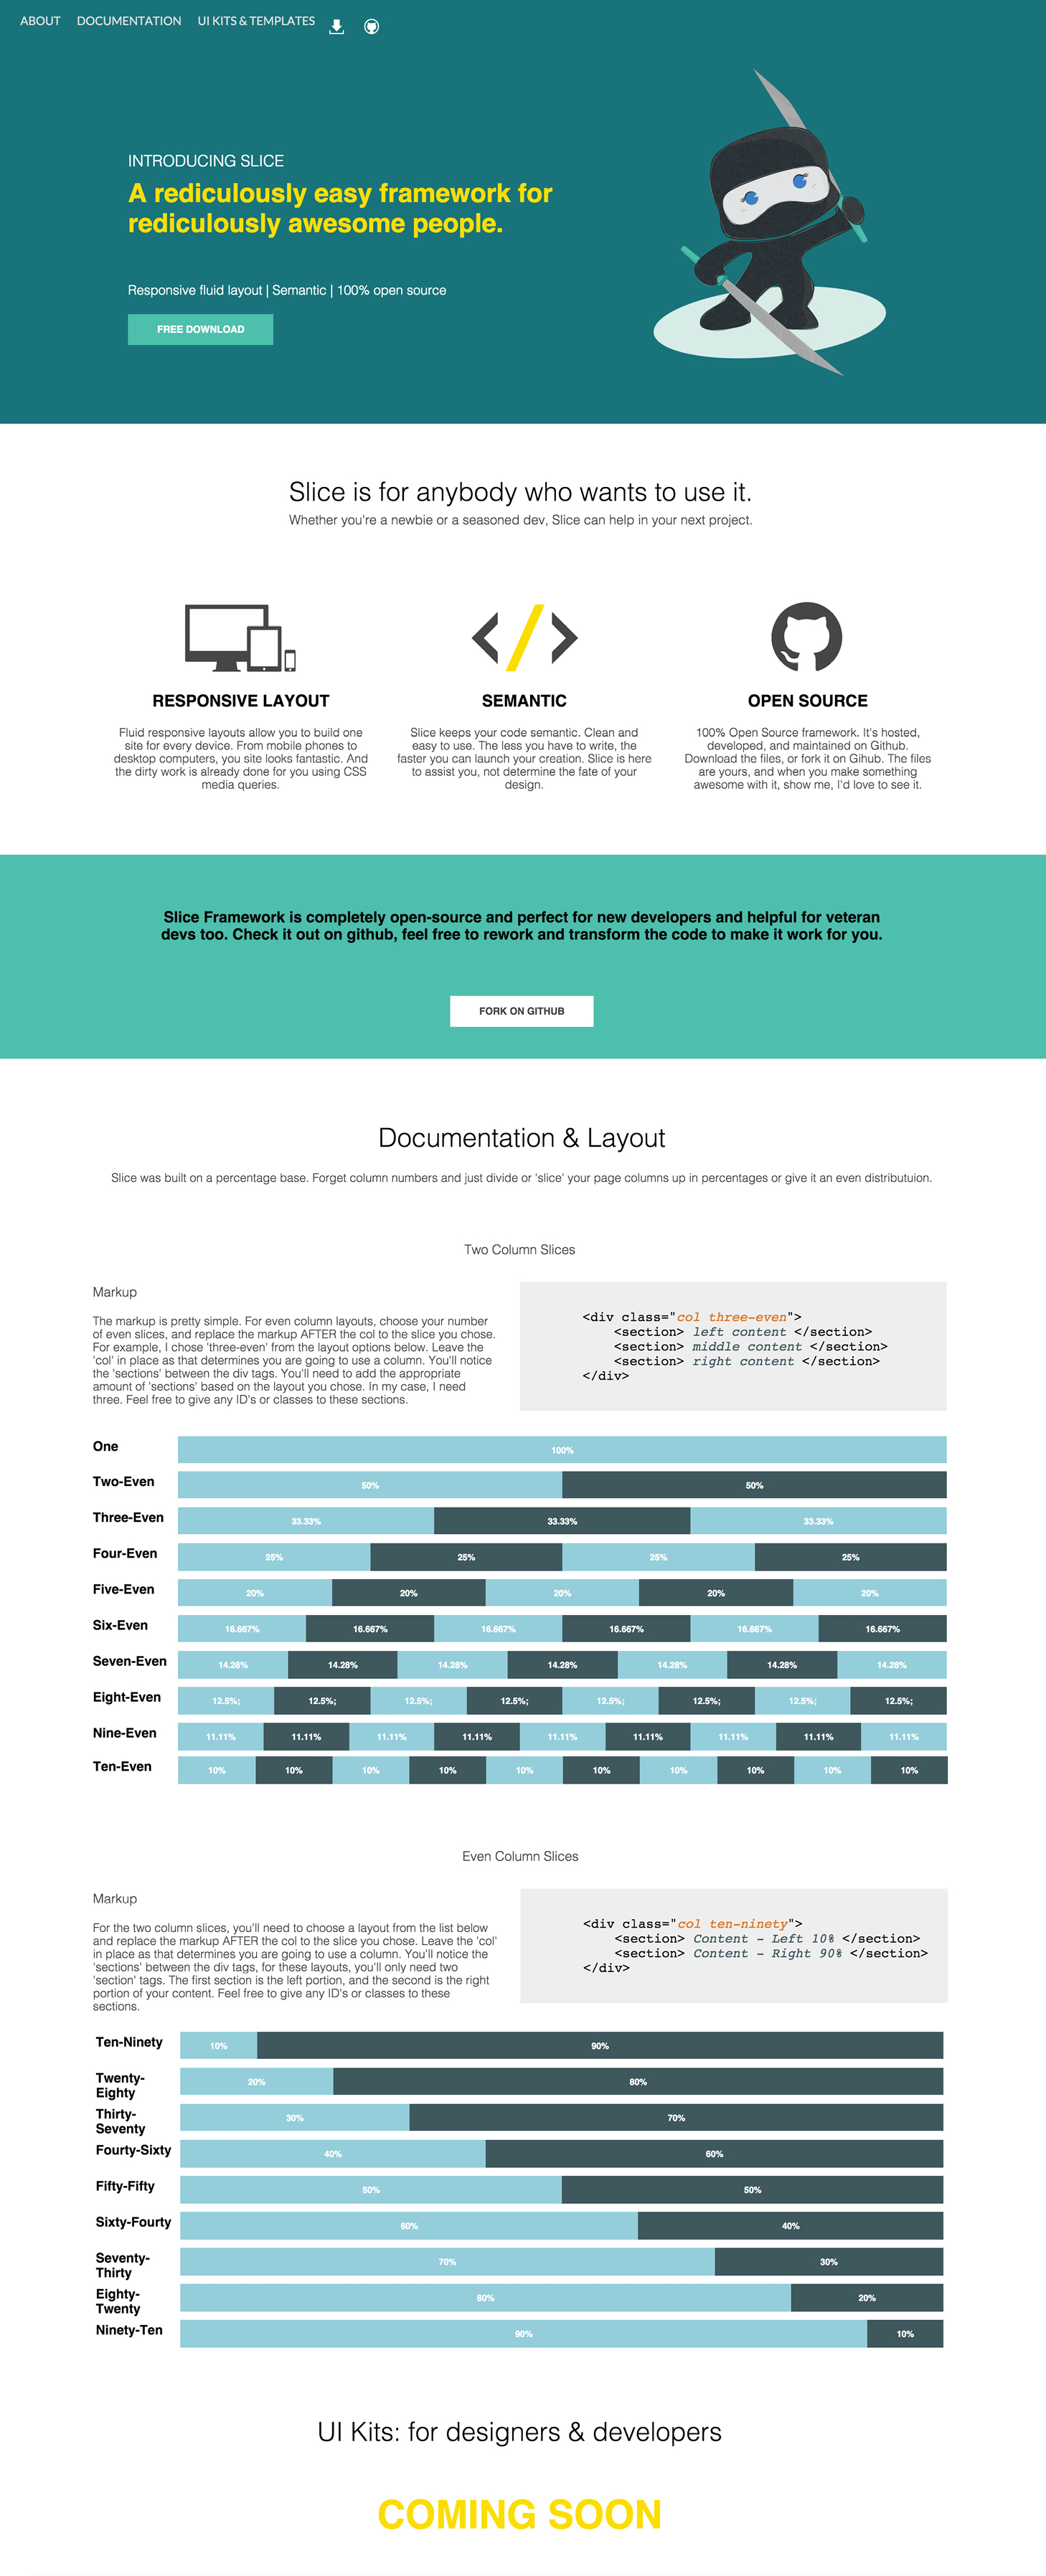 ABOUT DOCUMENTATION UI KITS & TEMPLATES
INTRODUCING SLICE
A rediculously easy framework for
rediculously awesome people.
Responsive fluid layout | Semantic | 100% open source
FREE DOWNLOAD
Slice is for anybody who wants to use it.
Whether you're a newbie or a seasoned dev, Slice can help in your next project.
RESPONSIVE LAYOUT
Fluid responsive layouts allow you to build one
site for every device. From mobile phones to
desktop computers, you site looks fantastic. And
the dirty work is already done for you using CSS
media queries.
SEMANTIC
Slice keeps your code semantic. Clean and
easy to use. The less you have to write, the
faster you can launch your creation. Slice is here
to assist you, not determine the fate of your
design.
OPEN SOURCE
100% Open Source framework. It's hosted,
developed, and maintained on Github.
Download the files, or fork it on Gihub. The files
are yours, and when you make something
awesome with it, show me, I'd love to see it.
Slice Framework is completely open-source and perfect for new developers and helpful for veteran
devs too. Check it out on github, feel free to rework and transform the code to make it work for you.
FORK ON GITHUB
Documentation & Layout
Slice was built on a percentage base. Forget column numbers and just divide or 'slice' your page columns up in percentages or give it an even distributuion.
Two Column Slices
Markup
The markup is pretty simple. For even column layouts, choose your number
of even slices, and replace the markup AFTER the col to the slice you chose.
For example, I chose 'three-even' from the layout options below. Leave the
'col' in place as that determines you are going to use a column. You'll notice
the 'sections' between the div tags. You'll need to add the appropriate
amount of 'sections' based on the layout you chose. In my case, I need
three. Feel free to give any ID's or classes to these sections.
<div class="col three-even">
<section> left content </section>
<section> middle content </section>
<section> right content </section>
</div>
One 100%
Two-Even 50% 50%
Three-Even 33.33% 33.33% 33.33%
Four-Even 25% 25% 25% 25%
Five-Even 20% 20% 20% 20% 20%
Six-Even 16.667% 16.667% 16.667% 16.667% 16.667% 16.667%
Seven-Even 14.28% 14.28% 14.28% 14.28% 14.28% 14.28% 14.28%
Eight-Even 12.5%; 12.5%; 12.5%; 12.5%; 12.5%; 12.5%; 12.5%; 12.5%;
Nine-Even 11.11% 11.11% 11.11% 11.11% 11.11% 11.11% 11.11% 11.11% 11.11%
Ten-Even 10% 10% 10% 10% 10% 10% 10% 10% 10% 10%
Even Column Slices
Markup
For the two column slices, you'll need to choose a layout from the list below
and replace the markup AFTER the col to the slice you chose. Leave the 'col'
in place as that determines you are going to use a column. You'll notice the
'sections' between the div tags, for these layouts, you'll only need two
'section' tags. The first section is the left portion, and the second is the right
portion of your content. Feel free to give any ID's or classes to these
sections.
<div class="col ten-ninety">
<section> Content - Left 10% </section>
<section> Content - Right 90% </section>
</div>
Ten-Ninety 10% 90%
Twenty-
Eighty 20% 80%
Thirty-
Seventy 30% 70%
Fourty-Sixty 40% 60%
Fifty-Fifty 50% 50%
Sixty-Fourty 60% 40%
Seventy-
Thirty 70% 30%
Eighty-
Twenty 80% 20%
Ninety-Ten 90% 10%
UI Kits: for designers & developers
COMING SOON